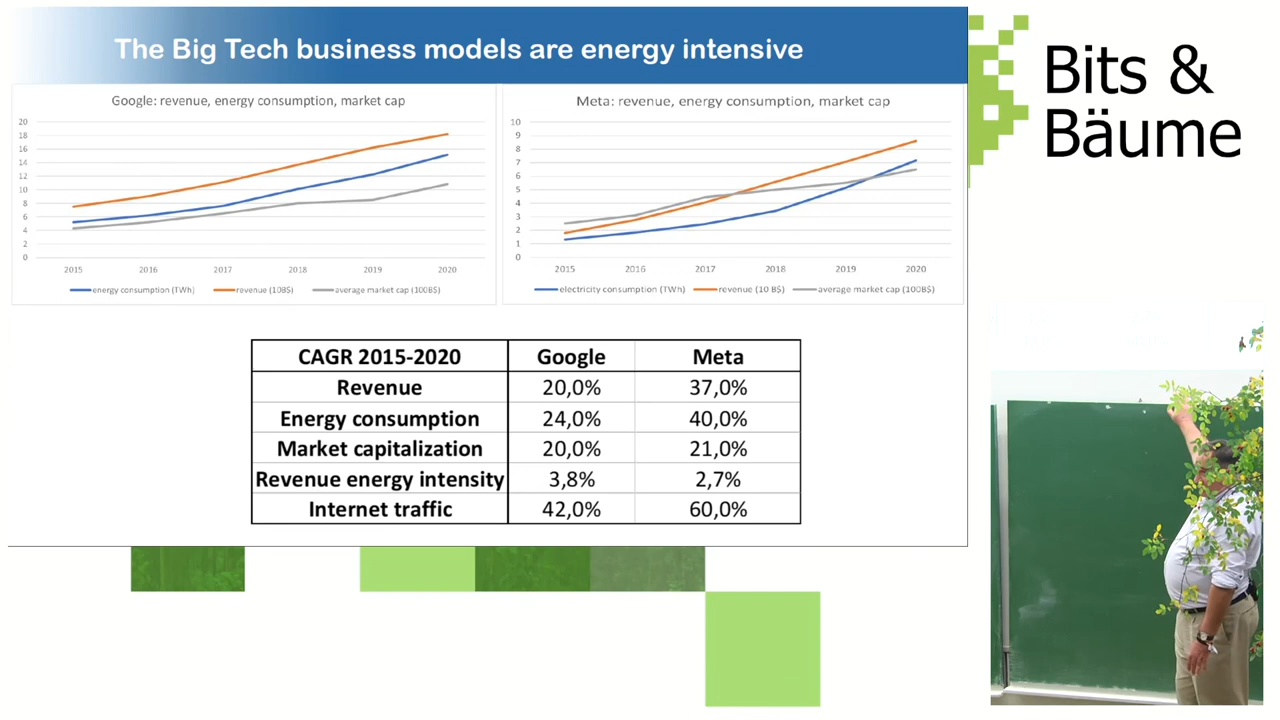 The Big Tech business models are energy intensive
Bits &
Bäume
Google: revenue, energy consumption, market cap
20
18
16
14
12
10
8
6
4
2
0
2015 2016 2017 2018 2019 2020
energy consumption (TWh) revenue (10B$) average market cap (100B$)
Meta: revenue, energy consumption, market cap
10
9
8
7
6
5
4
3
2
1
0
2015 2016 2017 2018 2019 2020
electricity consumption (TWh) revenue (10 B$) average market cap (100B$)
CAGR 2015-2020 Google Meta
Revenue 20,0% 37,0%
Energy consumption 24,0% 40,0%
Market capitalization 20,0% 21,0%
Revenue energy intensity 3,8% 2,7%
Internet traffic 42,0% 60,0%